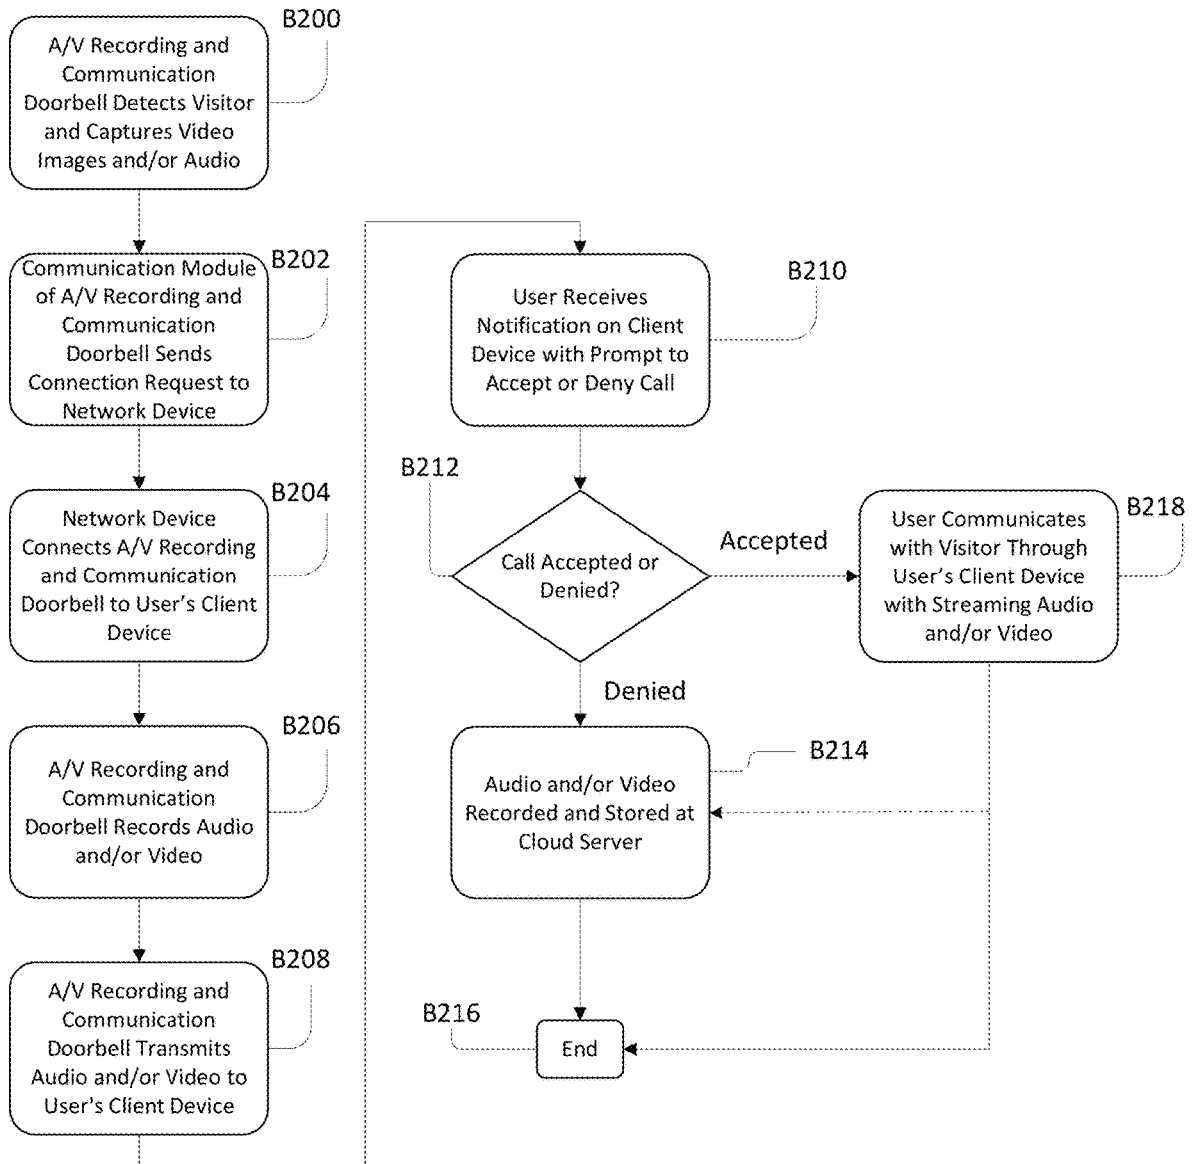 B200
A/V Recording and
Communication
Doorbell Detects Visitor
and Captures Video
Images and/or Audio
B202
Communication Module
of A/V Recording and
Communication
Doorbell Sends
Connection Request to
Network Device
B204
Network Device
Connects A/V Recording
and Communication
Doorbell to User's Client
Device
B206
A/V Recording and
Communication
Doorbell Records Audio
and/or Video
B208
A/V Recording and
Communication
Doorbell Transmits
Audio and/or Video to
User's Client Device
B210
User Receives
Notification on Client
Device with Prompt to
Accept or Deny Call
B212
Call Accepted or
Denied?
Accepted
B218
User Communicates
with Visitor Through
User's Client Device
with Streaming Audio
and/or Video
Denied
B214
Audio and/or Video
Recorded and Stored at
Cloud Server
B216
End